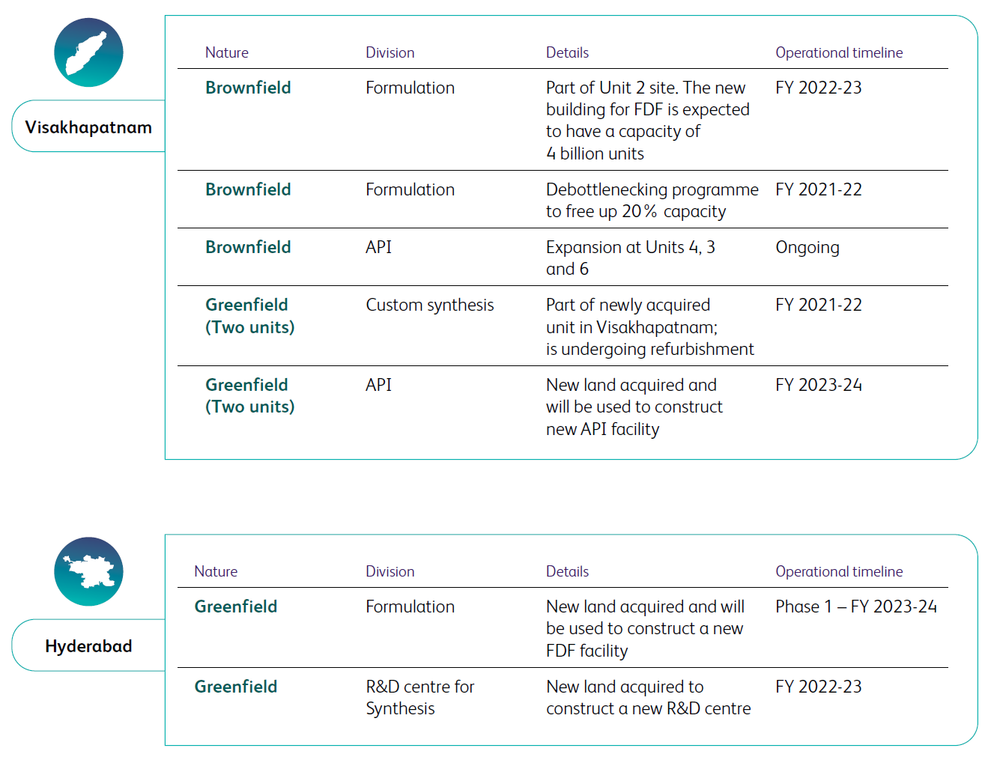 Visakhapatnam
Nature Division Details Operational timeline
Brownfield Formulation Part of Unit 2 site. The new FY 2022-23
building for FDF is expected
to have a capacity of
4 billion units
Brownfield Formulation Debottlenecking programme FY 2021-22
to free up 20% capacity
Brownfield API Expansion at Units 4, 3 Ongoing
and 6
Greenfield Custom synthesis Part of newly acquired FY 2021-22
(Two units) unit in Visakhapatnam;
is undergoing refurbishment
Greenfield API New land acquired and FY 2023-24
(Two units) will be used to construct
new API facility
Hyderabad
Nature Division Details Operational timeline
Greenfield Formulation New land acquired and will Phase 1 – FY 2023-24
be used to construct a new
FDF facility
Greenfield R&D centre for New land acquired to FY 2022-23
Synthesis construct a new R&D centre